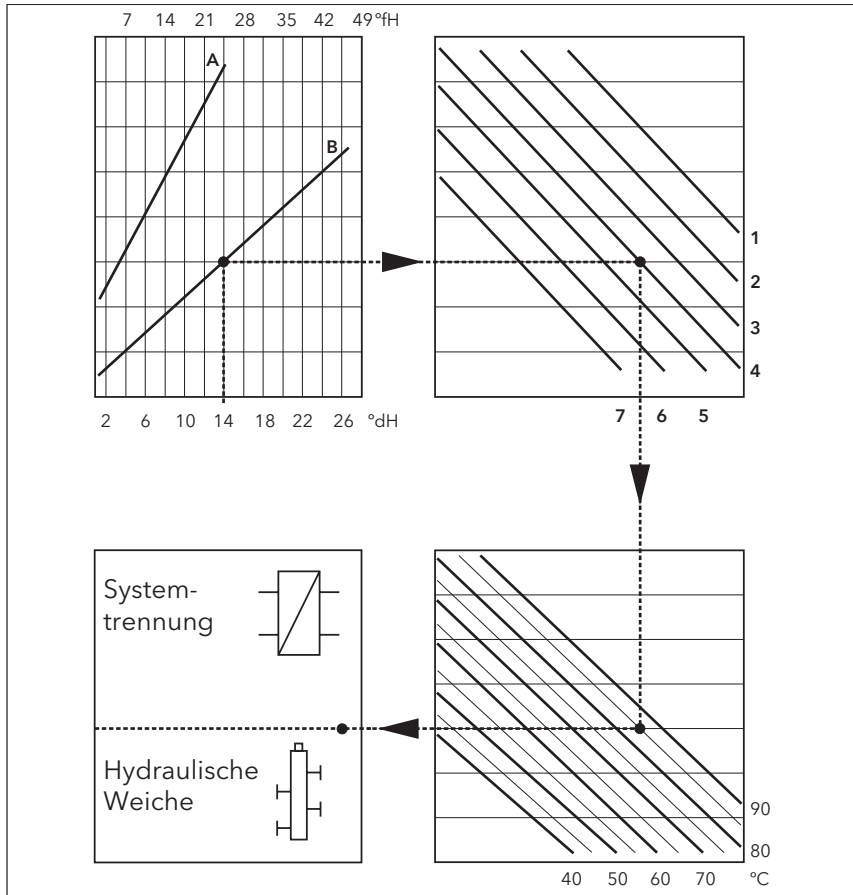 7 14 21 28 35 42 49 °fH
A
B
2 6 10 14 18 22 26 °dH
1
2
3
4
7 6 5
System-
trennung
Hydraulische
Weiche
90
80
40 50 60 70 °C